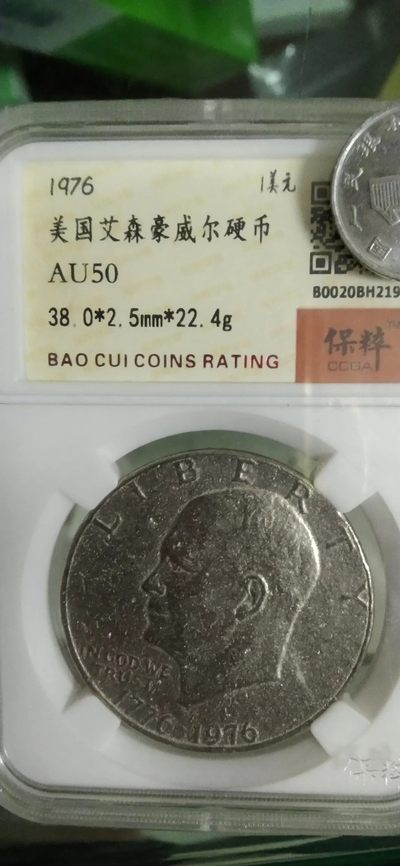 1976 1美元
美国艾森豪威尔硬币
AU50
38.0*2.5mm*22.4g
B0020BH219
BAO CUI COINS RATING
保粹
CCGA
LIBERTY
IN GOD WE
TRUST
1776-1976